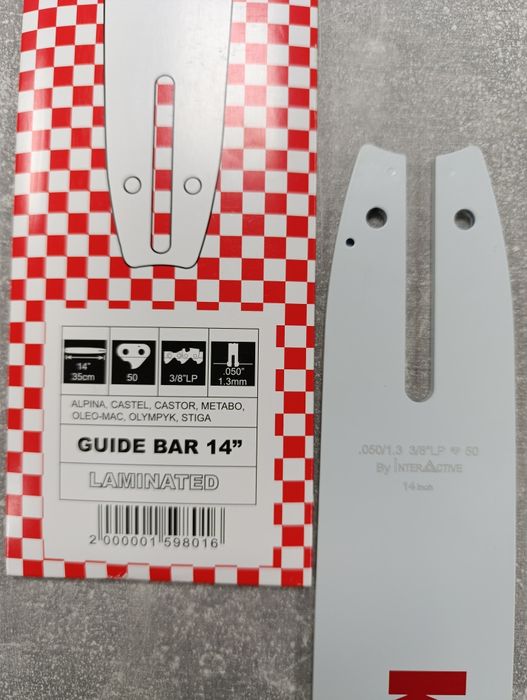 14"
35cm
50
3/8"LP
.050"
1.3mm
ALPINA, CASTEL, CASTOR, METABO,
OLEO-MAC, OLYMPYK, STIGA
GUIDE BAR 14”
LAMINATED
2 000001 598016
.050/1.3 3/8"LP 50
By INTERACTIVE
14 inch